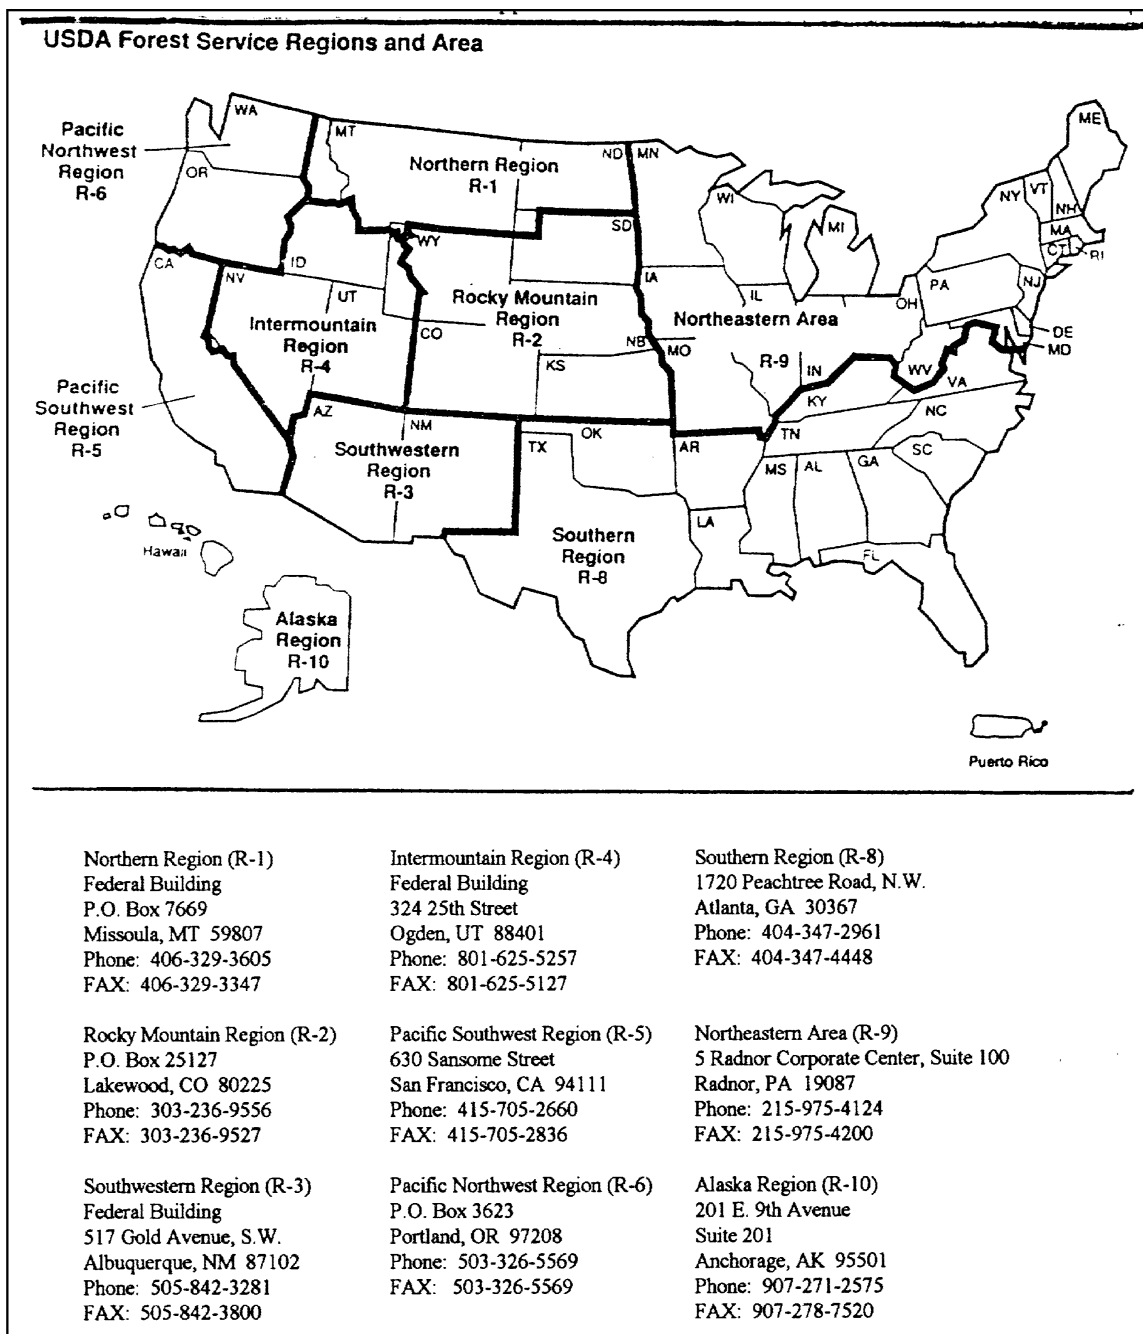 USDA Forest Service Regions and Area
WA
Pacific
Northwest
Region
R-6
OR
MT
Northern Region
R-1
ND
MN
ME
WI
MI
NY
VT
NH
MA
CT
RI
SD
WY
ID
CA
NV
UT
IA
IL
OH
PA
NJ
DE
MD
Rocky Mountain
Region
R-2
CO
NB
KS
MO
Northeastern Area
R-9
IN
KY
WV
VA
Intermountain
Region
R-4
Pacific
Southwest
Region
R-5
AZ
NM
OK
TX
AR
TN
NC
SC
MS
AL
GA
LA
FL
Southwestern
Region
R-3
Southern
Region
R-8
Hawaii
Alaska
Region
R-10
Puerto Rico
Northern Region (R-1)
Federal Building
P.O. Box 7669
Missoula, MT 59807
Phone: 406-329-3605
FAX: 406-329-3347
Intermountain Region (R-4)
Federal Building
324 25th Street
Ogden, UT 88401
Phone: 801-625-5257
FAX: 801-625-5127
Southern Region (R-8)
1720 Peachtree Road, N.W.
Atlanta, GA 30367
Phone: 404-347-2961
FAX: 404-347-4448
Rocky Mountain Region (R-2)
P.O. Box 25127
Lakewood, CO 80225
Phone: 303-236-9556
FAX: 303-236-9527
Pacific Southwest Region (R-5)
630 Sansome Street
San Francisco, CA 94111
Phone: 415-705-2660
FAX: 415-705-2836
Northeastern Area (R-9)
5 Radnor Corporate Center, Suite 100
Radnor, PA 19087
Phone: 215-975-4124
FAX: 215-975-4200
Southwestern Region (R-3)
Federal Building
517 Gold Avenue, S.W.
Albuquerque, NM 87102
Phone: 505-842-3281
FAX: 505-842-3800
Pacific Northwest Region (R-6)
P.O. Box 3623
Portland, OR 97208
Phone: 503-326-5569
FAX: 503-326-5569
Alaska Region (R-10)
201 E. 9th Avenue
Suite 201
Anchorage, AK 95501
Phone: 907-271-2575
FAX: 907-278-7520